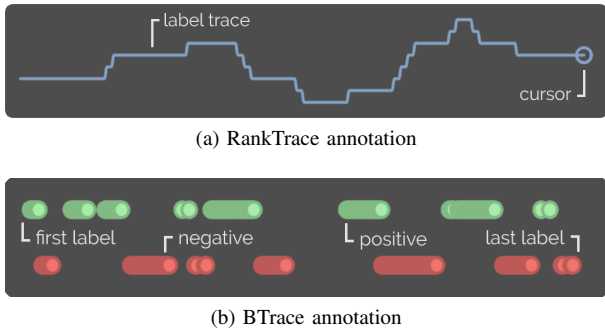 label trace
cursor
(a) RankTrace annotation
first label
negative
positive
last label
(b) BTrace annotation